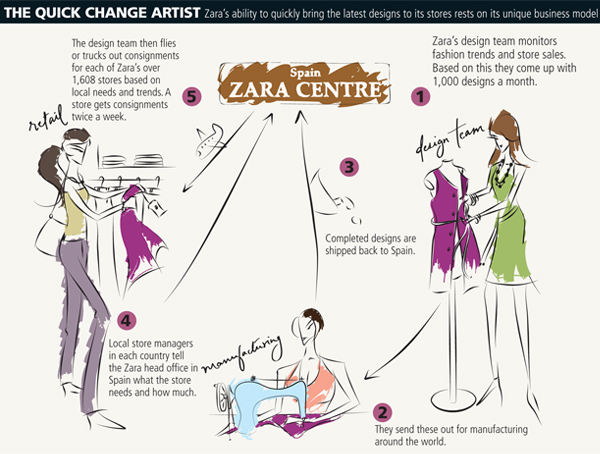 THE QUICK CHANGE ARTIST Zara's ability to quickly bring the latest designs to its stores rests on its unique business model
Spain
ZARA CENTRE
1
Zara's design team monitors
fashion trends and store sales.
Based on this they come up with
1,000 designs a month.
design team
2
They send these out for manufacturing
around the world.
manufacturing
3
Completed designs are
shipped back to Spain.
4
Local store managers
in each country tell
the Zara head office in
Spain what the store
needs and how much.
5
The design team then flies
or trucks out consignments
for each of Zara's over
1,608 stores based on
local needs and trends. A
store gets consignments
twice a week.
retail